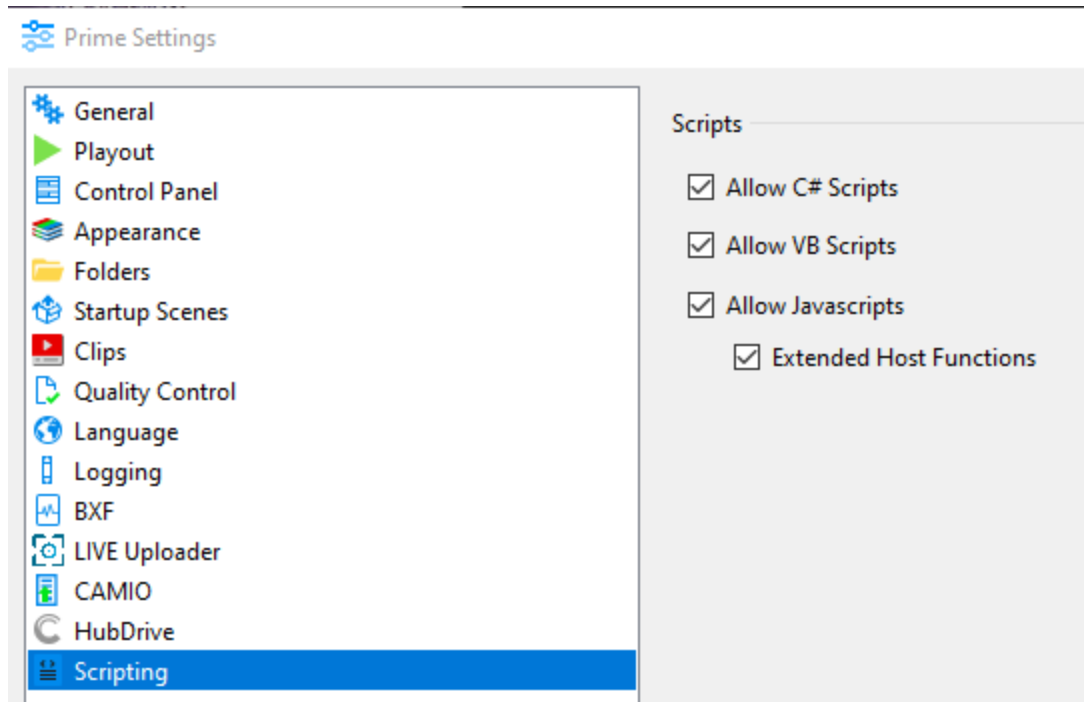 Prime Settings
General
Playout
Control Panel
Appearance
Folders
Startup Scenes
Clips
Quality Control
Language
Logging
BXF
LIVE Uploader
CAMIO
HubDrive
Scripting
Scripts
Allow C# Scripts
Allow VB Scripts
Allow Javascripts
Extended Host Functions